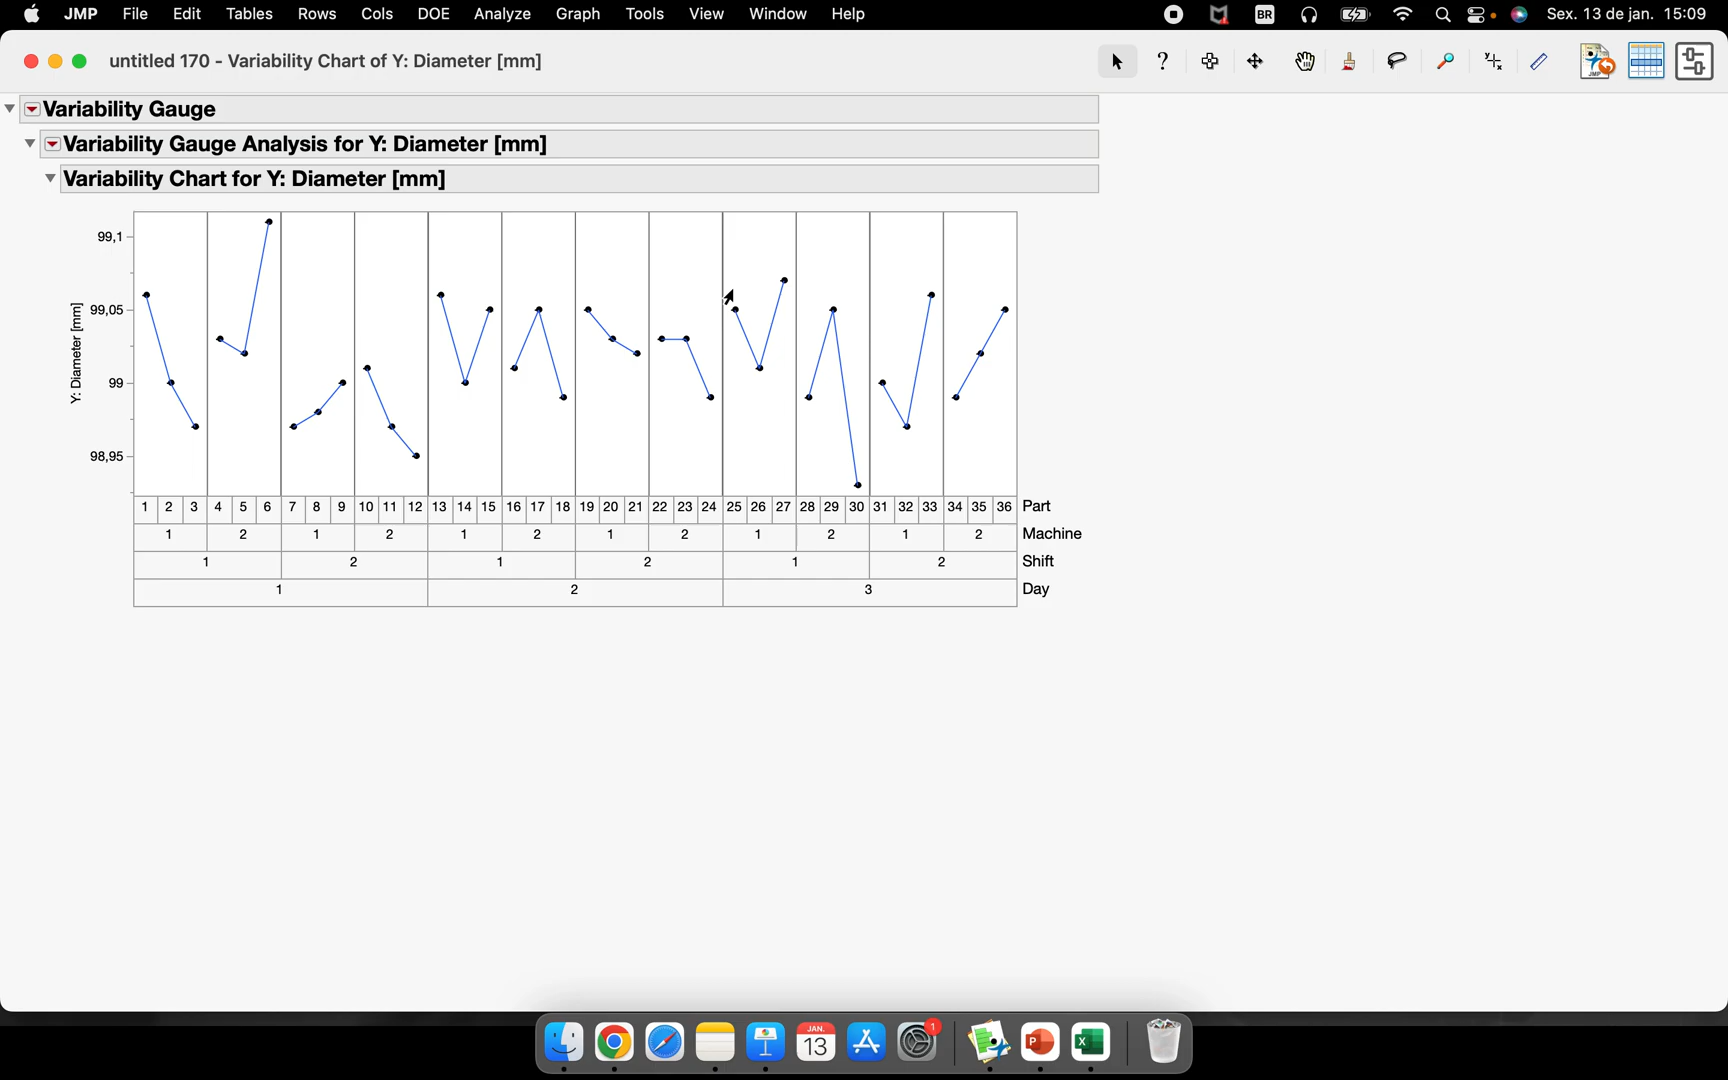 JMP File Edit Tables Rows Cols DOE Analyze Graph Tools View Window Help BR Sex. 13 de jan. 15:09
untitled 170 - Variability Chart of Y: Diameter [mm] ? JMP
Variability Gauge
Variability Gauge Analysis for Y: Diameter [mm]
Variability Chart for Y: Diameter [mm]
99,1
99,05
99
98,95
Y: Diameter [mm]
1 2 3 4 5 6 7 8 9 10 11 12 13 14 15 16 17 18 19 20 21 22 23 24 25 26 27 28 29 30 31 32 33 34 35 36 Part
1 2 1 2 1 2 1 2 1 2 1 2 Machine
1 2 1 2 1 2 Shift
1 2 3 Day
JAN.
13
1
P
X